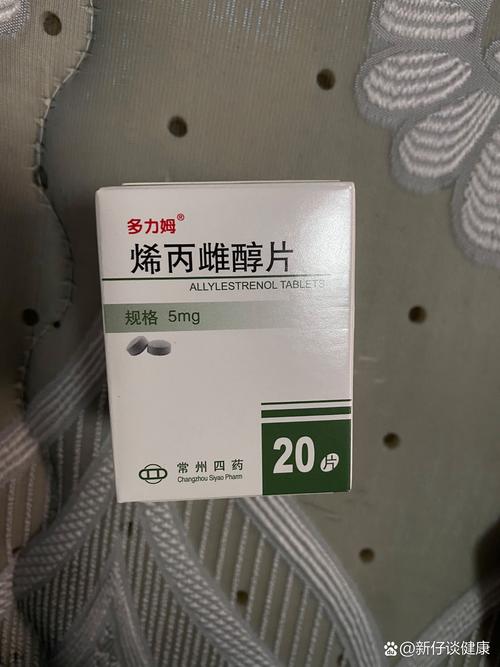 多力姆®
烯丙雌醇片
ALLYLESTRENOL TABLETS
规格 5mg
20片
常州四药
Changzhou Siyao Pharm
@新仔谈健康